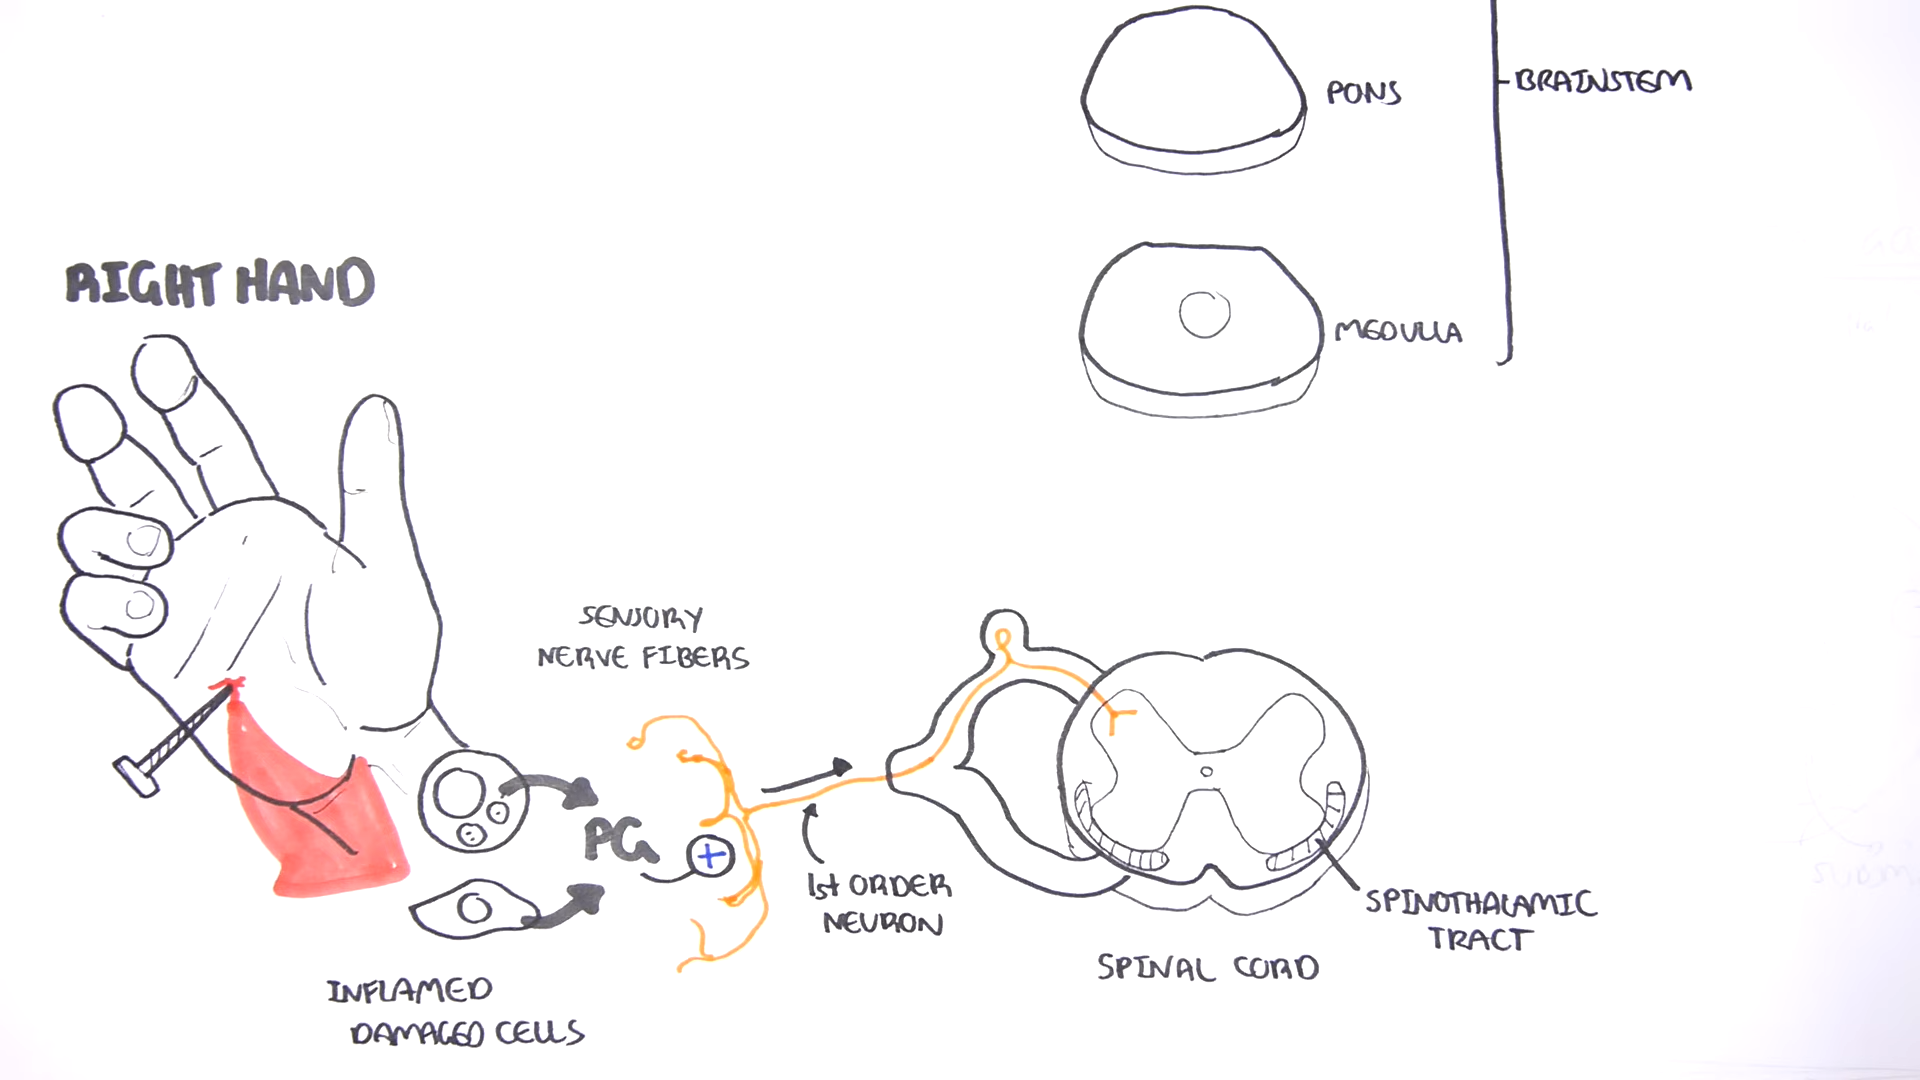 PONS
BRAINSTEM
RIGHT HAND
MEDULLA
SENSORY
NERVE FIBERS
PG
+
1st ORDER
NEURON
SPINOTHALAMIC
TRACT
SPINAL CORD
INFLAMED
DAMAGED CELLS